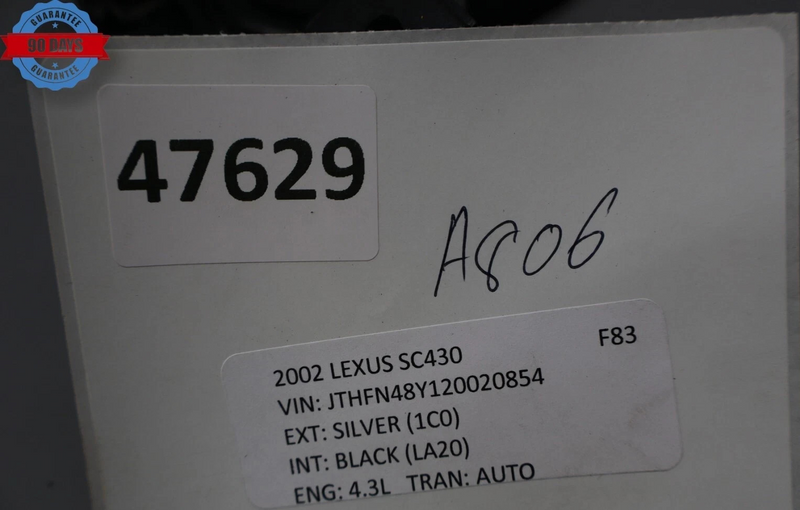 GUARANTEE
90 DAYS
GUARANTEE
47629
A806
2002 LEXUS SC430 F83
VIN: JTHFN48Y120020854
EXT: SILVER (1C0)
INT: BLACK (LA20)
ENG: 4.3L TRAN: AUTO